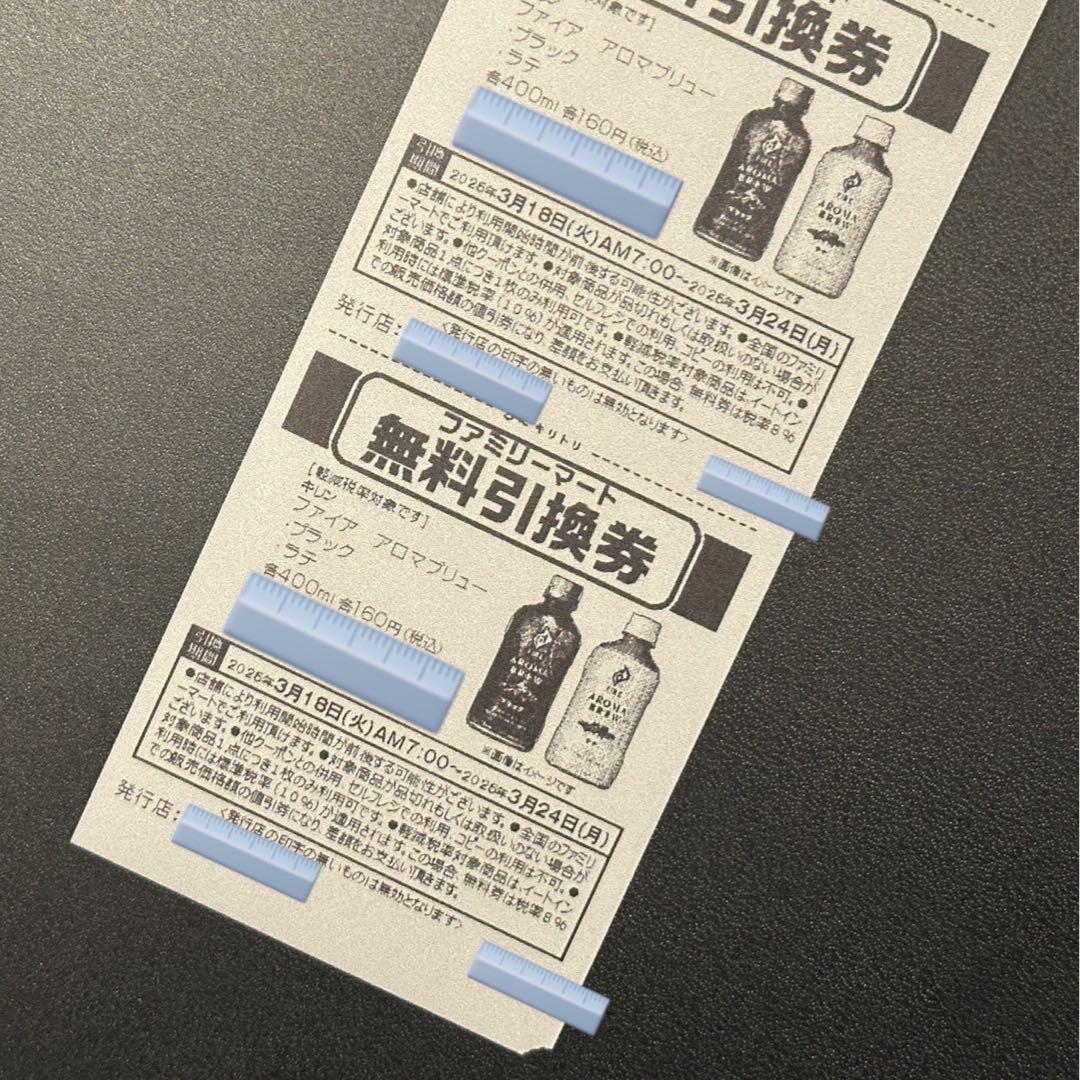 引換券
対象です]
ファイア アロマブリュー
・ブラック
・ラテ
各400ml 各160円(税込)
AROMA
BREW
ブラック
AROMA
BREW
※画像はイメージです
引換
期間
2025年3月18日(火)AM7:00〜2025年3月24日(月)
●店舗により利用開始時間が前後する可能性がございます。●全国のファミリ
ーマートでご利用頂けます。●対象商品が品切れもしくは取扱いのない場合が
ございます。●他クーポンとの併用、セルフレジでの利用、コピーの利用は不可。●
対象商品1点につき1枚のみ利用可です。●軽減税率対象商品は、イートイン
利用時には標準税率(10%)が適用されます。この場合、無料券は税率8%
での販売価格額の値引券になり、差額をお支払い頂きます。
発行店:
<発行店の印字の無いものは無効となります>
キリトリ
ファミリーマート
無料引換券
[軽減税率対象です]
キレン
ファイア アロマブリュー
・ブラック
・ラテ
各400ml 各160円(税込)
AROMA
BREW
ブラック
AROMA
BREW
※画像はイメージです
引換
期間
2025年3月18日(火)AM7:00〜2025年3月24日(月)
●店舗により利用開始時間が前後する可能性がございます。●全国のファミリ
ーマートでご利用頂けます。●対象商品が品切れもしくは取扱いのない場合が
ございます。●他クーポンとの併用、セルフレジでの利用、コピーの利用は不可。●
対象商品1点につき1枚のみ利用可です。●軽減税率対象商品は、イートイン
利用時には標準税率(10%)が適用されます。この場合、無料券は税率8%
での販売価格額の値引券になり、差額をお支払い頂きます。
発行店:
<発行店の印字の無いものは無効となります>